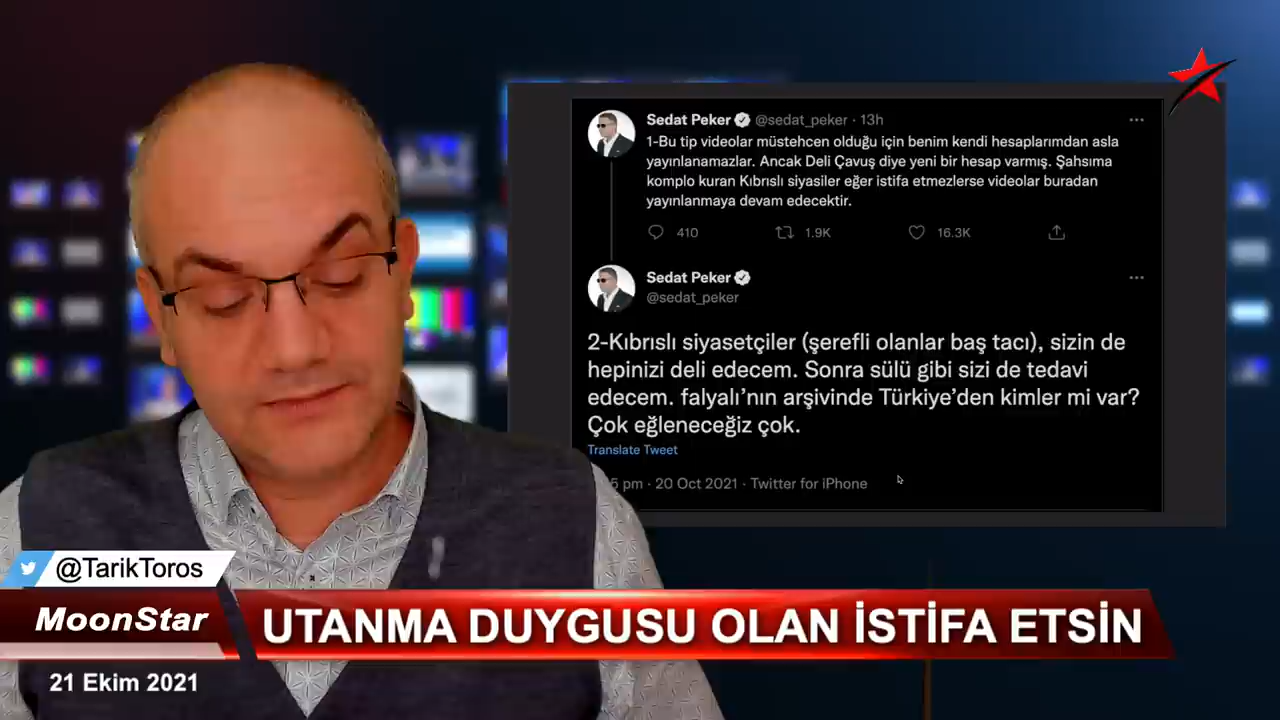 Sedat Peker @sedat_peker · 13h
1-Bu tip videolar müstehcen olduğu için benim kendi hesaplarımdan asla
yayınlanamazlar. Ancak Deli Çavuş diye yeni bir hesap varmış. Şahsıma
komplo kuran Kıbrıslı siyasiler eğer istifa etmezlerse videolar buradan
yayınlanmaya devam edecektir.
410 1.9K 16.3K
Sedat Peker
@sedat_peker
2-Kıbrıslı siyasetçiler (şerefli olanlar baş tacı), sizin de
hepinizi deli edecem. Sonra sülü gibi sizi de tedavi
edecem. falyalı’nın arşivinde Türkiye’den kimler mi var?
Çok eğleneceğiz çok.
Translate Tweet
pm · 20 Oct 2021 · Twitter for iPhone
@TarikToros
MoonStar
UTANMA DUYGUSU OLAN İSTİFA ETSİN
21 Ekim 2021